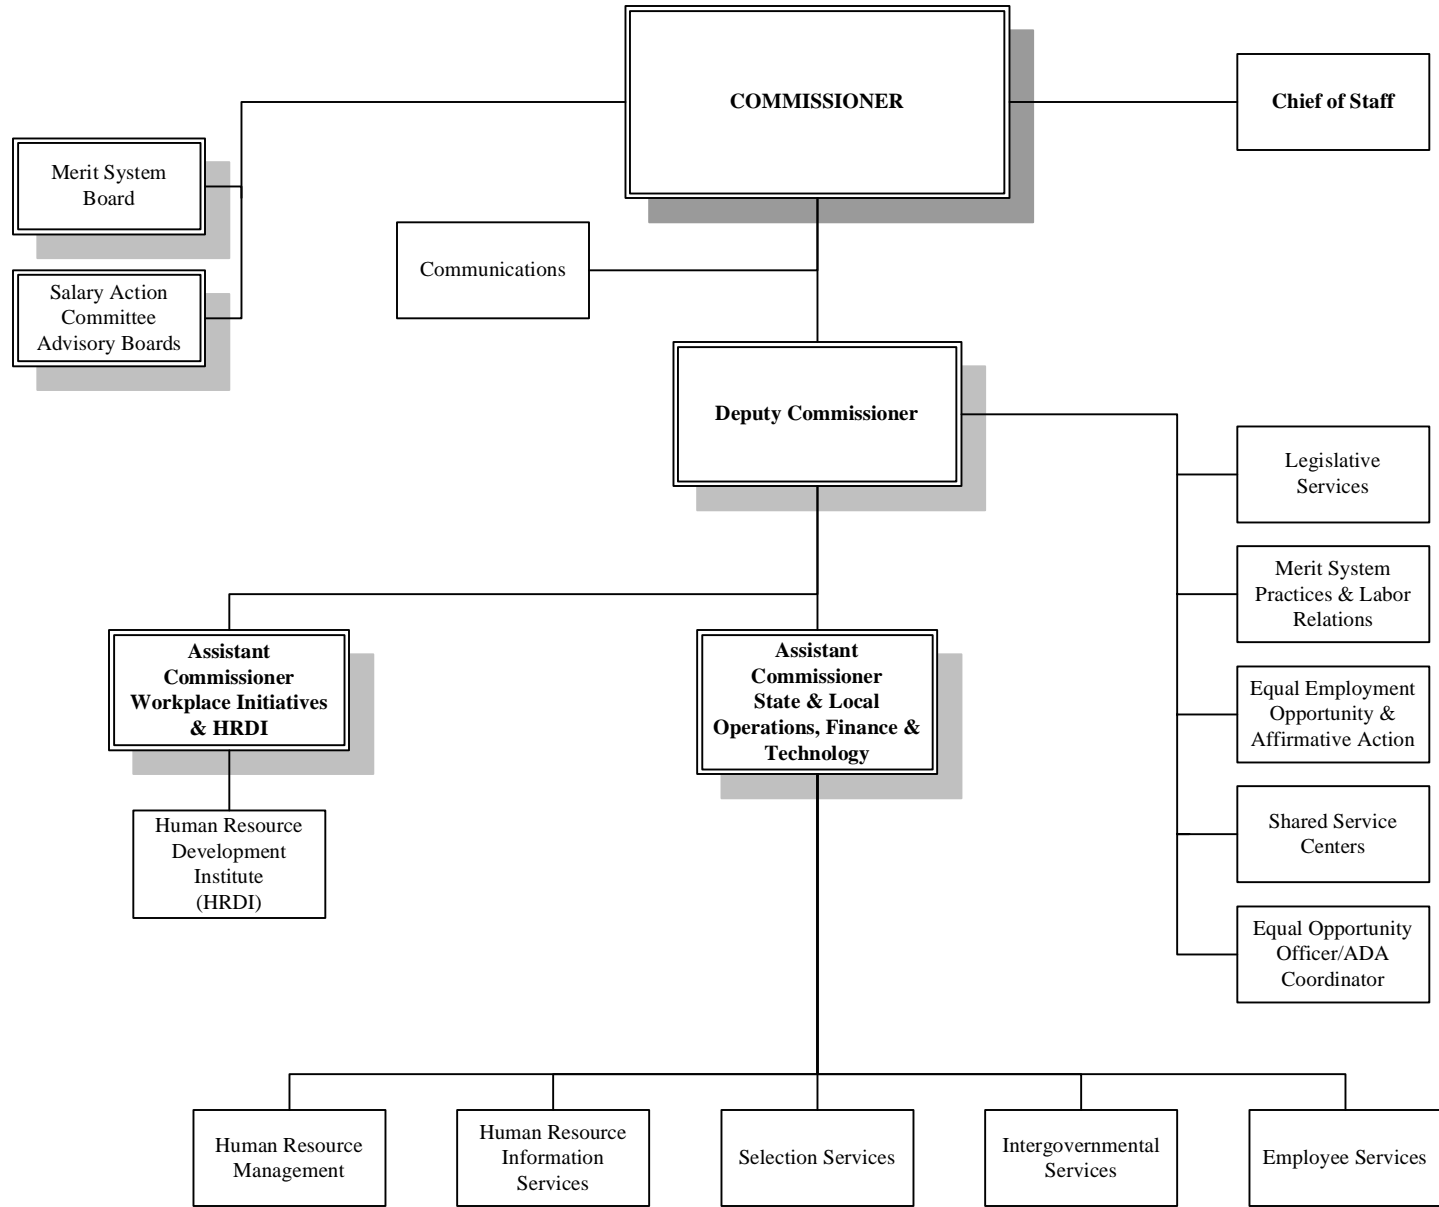 COMMISSIONER
Chief of Staff
Merit System
Board
Communications
Salary Action
Committee
Advisory Boards
Deputy Commissioner
Legislative
Services
Merit System
Practices & Labor
Relations
Equal Employment
Opportunity &
Affirmative Action
Shared Service
Centers
Equal Opportunity
Officer/ADA
Coordinator
Assistant
Commissioner
Workplace Initiatives
& HRDI
Assistant
Commissioner
State & Local
Operations, Finance &
Technology
Human Resource
Development
Institute
(HRDI)
Human Resource
Management
Human Resource
Information
Services
Selection Services
Intergovernmental
Services
Employee Services